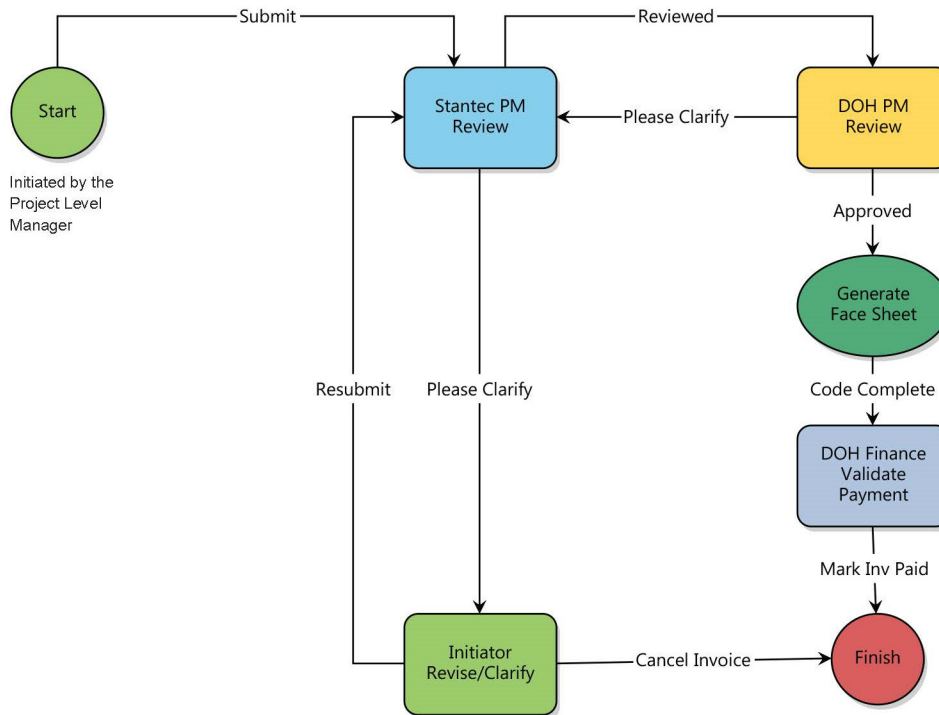 Submit
Reviewed
Start
Stantec PM
Review
Please Clarify
DOH PM
Review
Initiated by the
Project Level
Manager
Approved
Generate
Face Sheet
Resubmit
Please Clarify
Code Complete
DOH Finance
Validate
Payment
Mark Inv Paid
Initiator
Revise/Clarify
Cancel Invoice
Finish